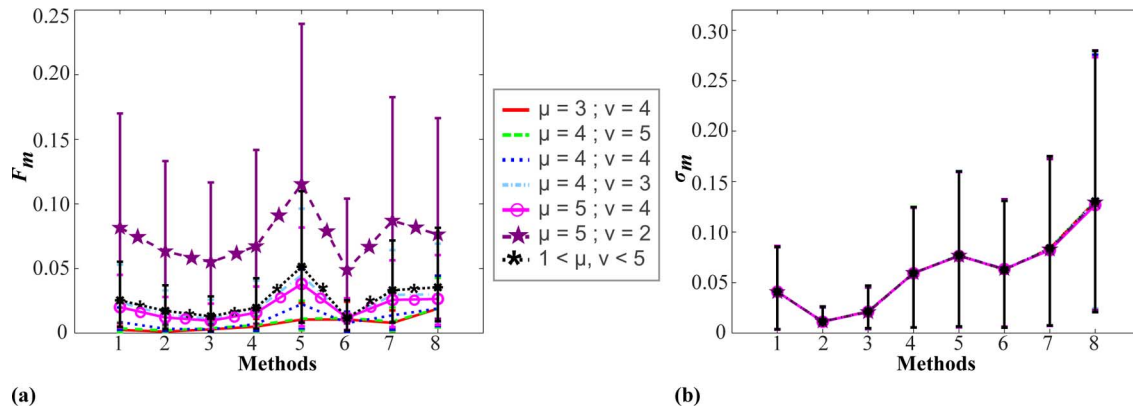 0.25
0.20
0.15
0.10
0.05
0
F_m
1 2 3 4 5 6 7 8
Methods
(a)
μ = 3 ; ν = 4
μ = 4 ; ν = 5
μ = 4 ; ν = 4
μ = 4 ; ν = 3
μ = 5 ; ν = 4
μ = 5 ; ν = 2
1 < μ, ν < 5
0.30
0.25
0.20
0.15
0.10
0.05
0
σ_m
1 2 3 4 5 6 7 8
Methods
(b)